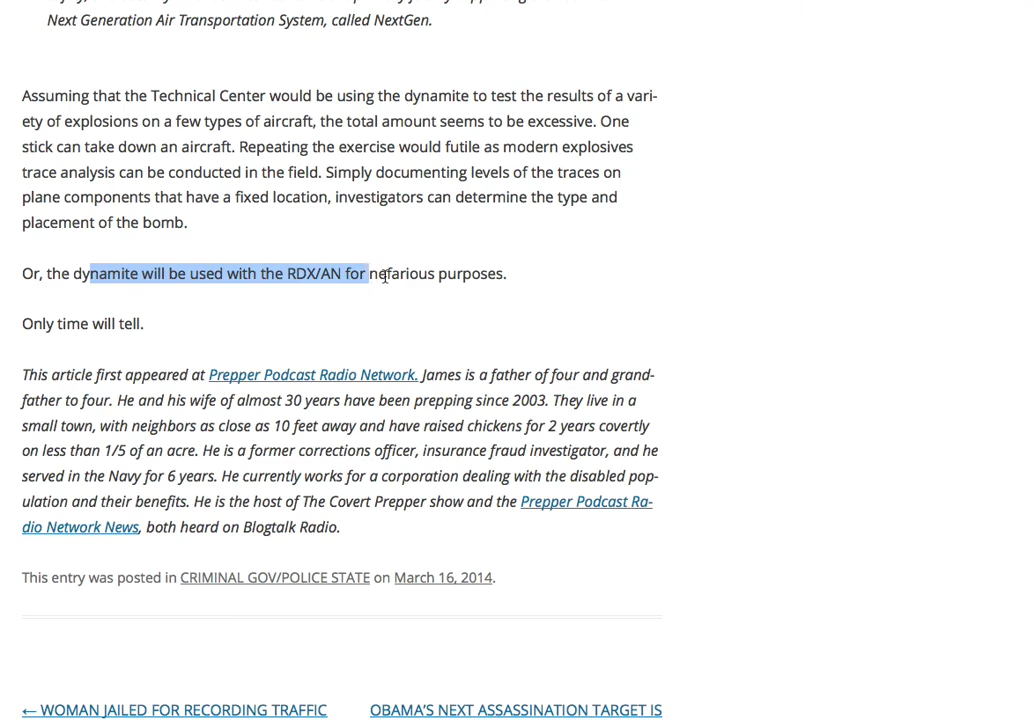 Next Generation Air Transportation System, called NextGen.
Assuming that the Technical Center would be using the dynamite to test the results of a vari-
ety of explosions on a few types of aircraft, the total amount seems to be excessive. One
stick can take down an aircraft. Repeating the exercise would futile as modern explosives
trace analysis can be conducted in the field. Simply documenting levels of the traces on
plane components that have a fixed location, investigators can determine the type and
placement of the bomb.
Or, the dynamite will be used with the RDX/AN for nefarious purposes.
Only time will tell.
This article first appeared at Prepper Podcast Radio Network. James is a father of four and grand-
father to four. He and his wife of almost 30 years have been prepping since 2003. They live in a
small town, with neighbors as close as 10 feet away and have raised chickens for 2 years covertly
on less than 1/5 of an acre. He is a former corrections officer, insurance fraud investigator, and he
served in the Navy for 6 years. He currently works for a corporation dealing with the disabled pop-
ulation and their benefits. He is the host of The Covert Prepper show and the Prepper Podcast Ra-
dio Network News, both heard on Blogtalk Radio.
This entry was posted in CRIMINAL GOV/POLICE STATE on March 16, 2014.
← WOMAN JAILED FOR RECORDING TRAFFIC
OBAMA'S NEXT ASSASSINATION TARGET IS